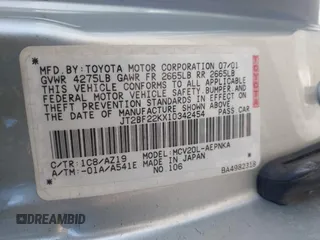 MFD. BY: TOYOTA MOTOR CORPORATION 07/01
GVWR 4275LB GAWR FR 2665LB RR 2665LB
THIS VEHICLE CONFORMS TO ALL APPLICABLE
FEDERAL MOTOR VEHICLE SAFETY, BUMPER, AND
THEFT PREVENTION STANDARDS IN EFFECT ON
THE DATE OF MANUFACTURE SHOWN ABOVE.
JT2BF22KX10342454 PASS. CAR
C/TR: 1C8/AZ19 MODEL: MCV20L-AEPNKA
A/TM: -01A/A541E MADE IN JAPAN
NO 106
BA49B231B